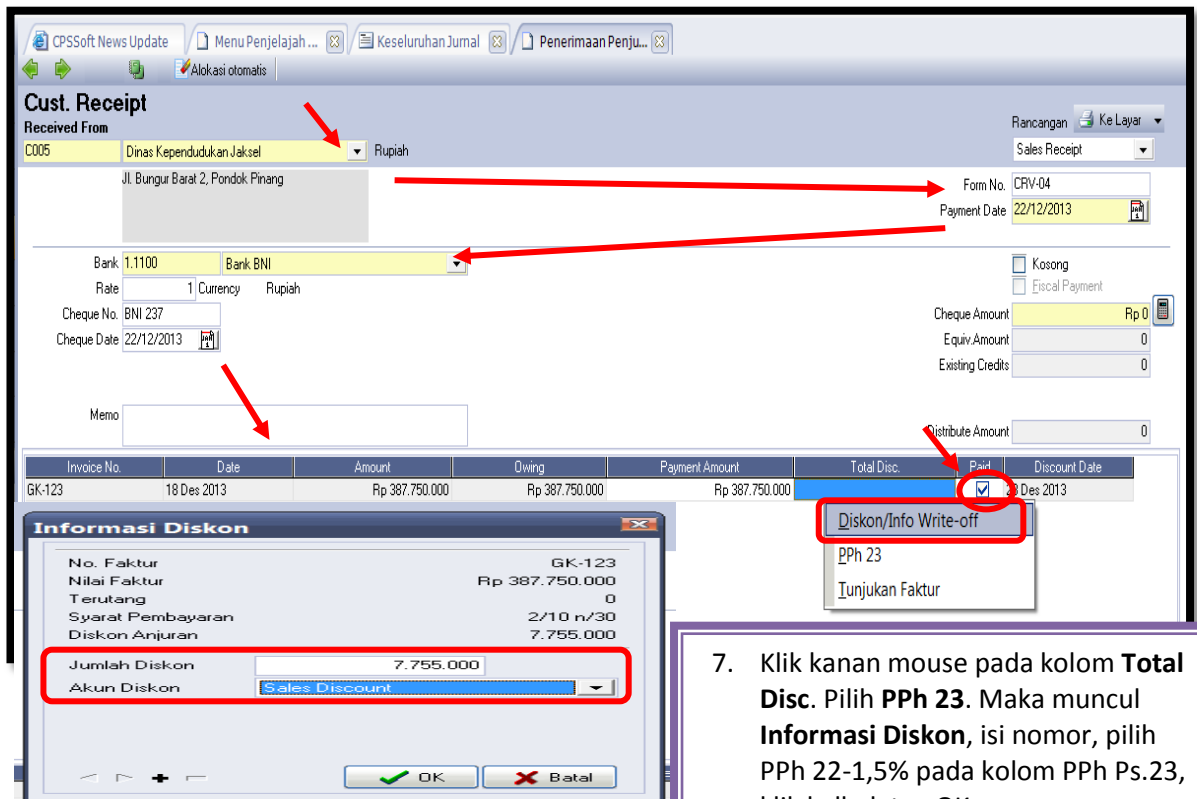 CPSSoft News Update Menu Penjelajah ... Keseluruhan Jurnal Penerimaan Penju...
Alokasi otomatis
Cust. Receipt
Received From
Rancangan Ke Layar
C005 Dinas Kependudukan Jaksel Rupiah Sales Receipt
Jl. Bungur Barat 2, Pondok Pinang
Form No. CRV-04
Payment Date 22/12/2013
Bank 1.1100 Bank BNI Kosong
Rate 1 Currency Rupiah Fiscal Payment
Cheque No. BNI 237 Cheque Amount Rp 0
Cheque Date 22/12/2013 Equiv.Amount 0
Existing Credits 0
Memo
Distribute Amount 0
Invoice No. Date Amount Owing Payment Amount Total Disc. Paid Discount Date
GK-123 18 Des 2013 Rp 387.750.000 Rp 387.750.000 Rp 387.750.000 28 Des 2013
Diskon/Info Write-off
PPh 23
Tunjukan Faktur
Informasi Diskon
No. Faktur GK-123
Nilai Faktur Rp 387.750.000
Terutang 0
Syarat Pembayaran 2/10 n/30
Diskon Anjuran 7.755.000
Jumlah Diskon 7.755.000
Akun Diskon Sales Discount
OK Batal
7. Klik kanan mouse pada kolom Total
Disc. Pilih PPh 23. Maka muncul
Informasi Diskon, isi nomor, pilih
PPh 22-1,5% pada kolom PPh Ps.23,